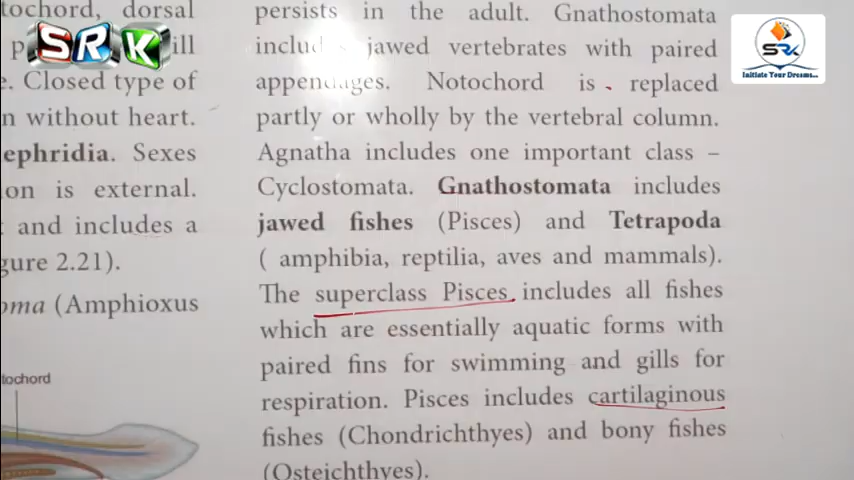 tochord, dorsal
ill
e. Closed type of
n without heart.
ephridia. Sexes
on is external.
and includes a
gure 2.21).
oma (Amphioxus
tochord
persists in the adult. Gnathostomata
jawed vertebrates with paired
Notochord is replaced
partly or wholly by the vertebral column.
Agnatha includes one important class –
Cyclostomata. Gnathostomata includes
jawed fishes (Pisces) and Tetrapoda
( amphibia, reptilia, aves and mammals).
The superclass Pisces includes all fishes
which are essentially aquatic forms with
paired fins for swimming and gills for
respiration. Pisces includes cartilaginous
fishes (Chondrichthyes) and bony fishes
(Osteichthyes).
SRK
SRK
Initiate Your Dreams...